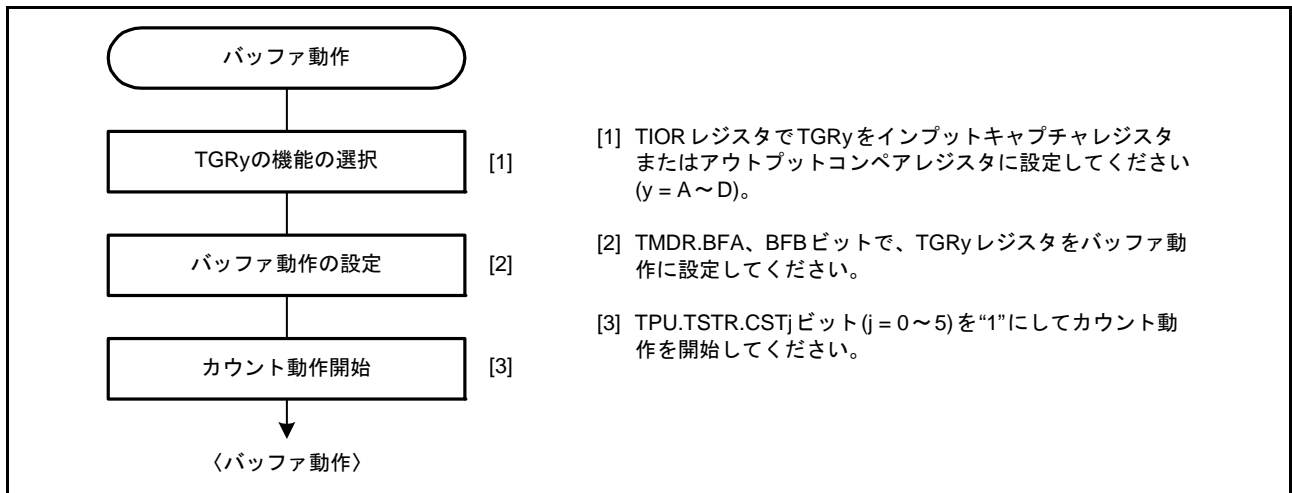 バッファ動作
TGRyの機能の選択 [1]
バッファ動作の設定 [2]
カウント動作開始 [3]
〈バッファ動作〉
[1] TIORレジスタでTGRyをインプットキャプチャレジスタ
またはアウトプットコンペアレジスタに設定してください
(y = A～D)。
[2] TMDR.BFA、BFBビットで、TGRyレジスタをバッファ動
作に設定してください。
[3] TPU.TSTR.CSTjビット(j = 0～5)を“1”にしてカウント動
作を開始してください。